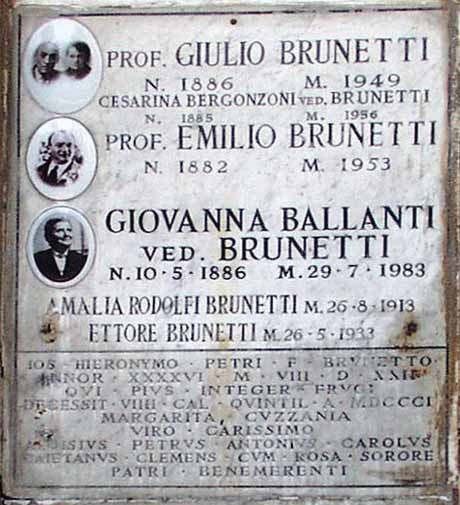 PROF. GIULIO BRUNETTI
N. 1886 M. 1949
CESARINA BERGONZONI VED. BRUNETTI
N. 1885 M. 1956
PROF. EMILIO BRUNETTI
N. 1882 M. 1953
GIOVANNA BALLANTI
VED. BRUNETTI
N. 10·5·1886 M. 29·7·1983
AMALIA RODOLFI BRUNETTI M. 26·8·1913
ETTORE BRUNETTI M. 26·5·1933
IOS · HIERONYMO · PETRI · F · BRVNETTO
ANNOR · XXXXVI · M · VIII · D · XXII
QVI · PIVS · INTEGER · FRVGI
DECESSIT · VIIII · CAL · QVINTIL · A · MDCCCI
MARGARITA · CVZZANIA
VIRO · CARISSIMO
ALOISIVS · PETRVS · ANTONIVS · CAROLVS
CAIETANVS · CLEMENS · CVM · ROSA · SORORE
PATRI · BENEMERENTI